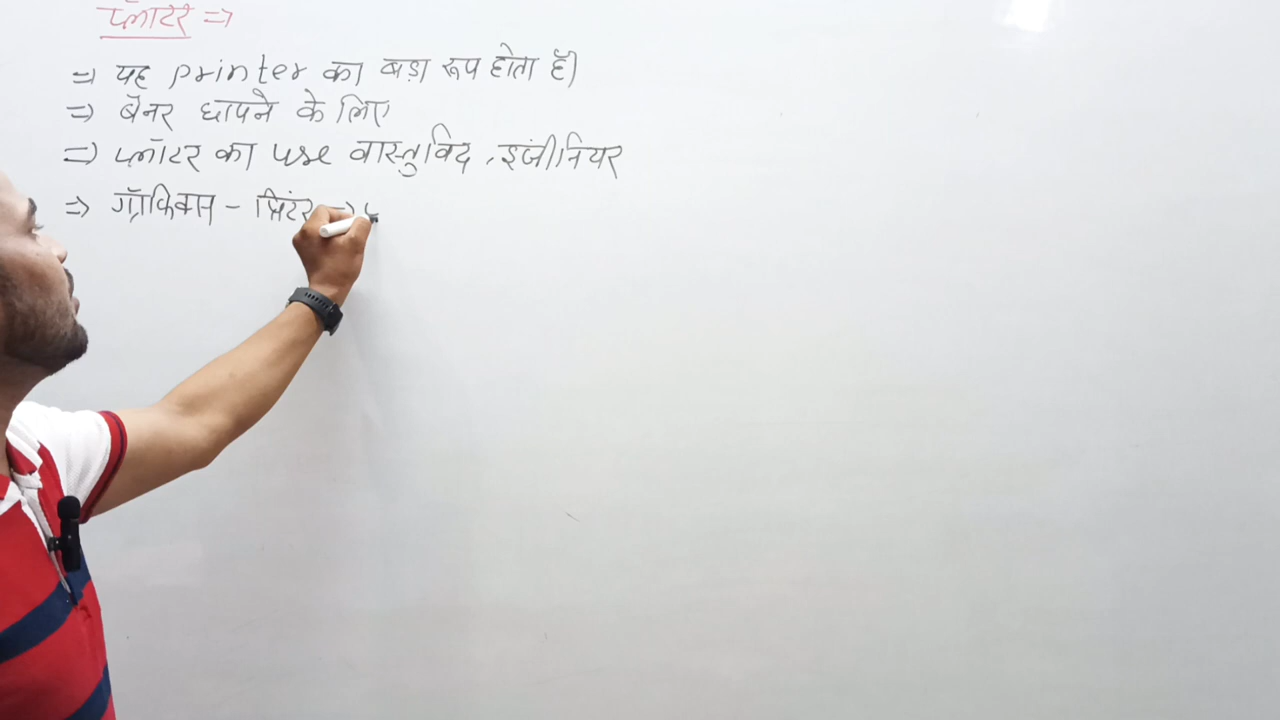 प्लॉटर ⇒
⇒ यह printer का बड़ा रूप होता है)
⇒ बैनर छापने के लिए
⇒ प्लॉटर का use वास्तुविद, इंजीनियर
⇒ ग्रॉफिक्स - प्रिंटर →